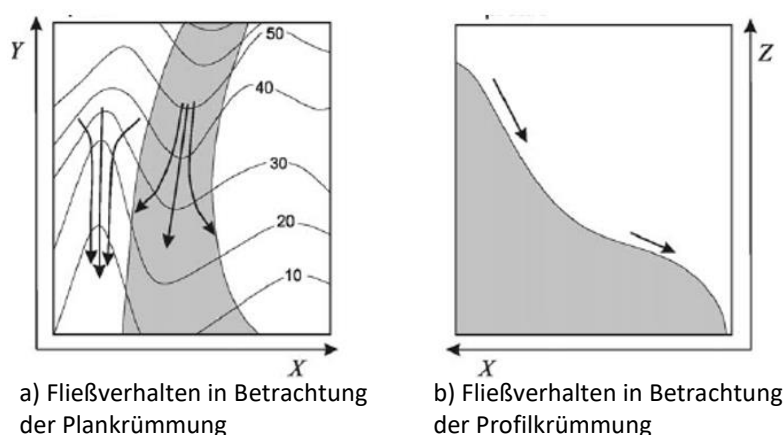 Y
50
40
30
20
10
X
Z
X
a) Fließverhalten in Betrachtung
der Plankrümmung
b) Fließverhalten in Betrachtung
der Profilkrümmung